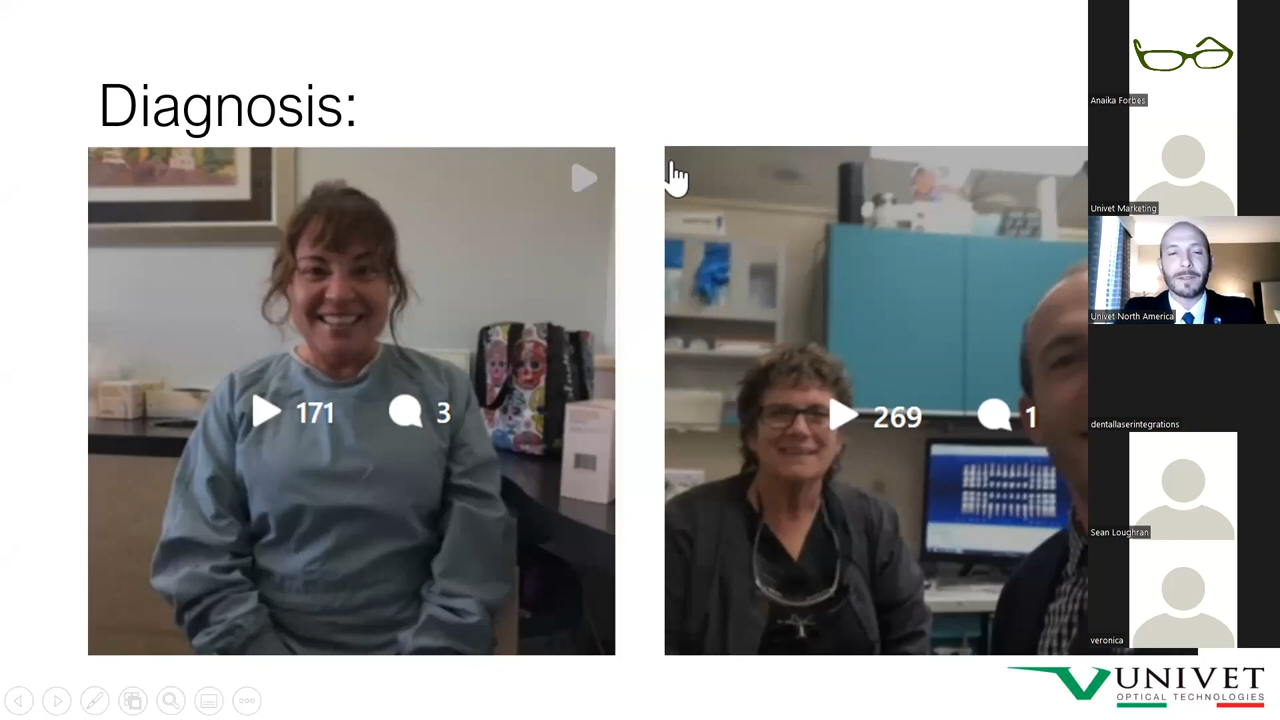 Diagnosis:
171
3
269
1
Anaika Forbes
Univet Marketing
Univet North America
dentallaserintegrations
Sean Loughran
veronica
UNIVET
OPTICAL TECHNOLOGIES